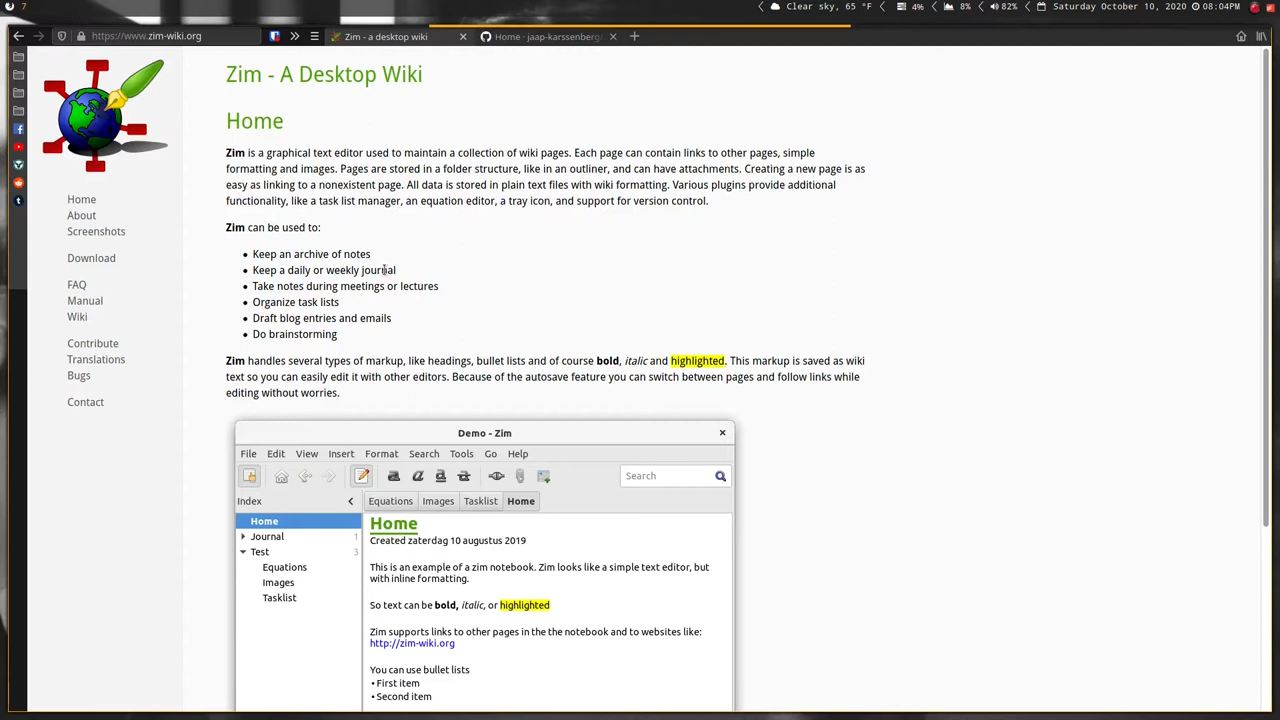 7
Clear sky, 65 °F
4%
8%
82%
Saturday October 10, 2020
08:04PM
https://www.zim-wiki.org
Zim - a desktop wiki
Home · jaap-karssenberg/
Zim - A Desktop Wiki
Home
About
Screenshots
Download
FAQ
Manual
Wiki
Contribute
Translations
Bugs
Contact
Home
Zim is a graphical text editor used to maintain a collection of wiki pages. Each page can contain links to other pages, simple
formatting and images. Pages are stored in a folder structure, like in an outliner, and can have attachments. Creating a new page is as
easy as linking to a nonexistent page. All data is stored in plain text files with wiki formatting. Various plugins provide additional
functionality, like a task list manager, an equation editor, a tray icon, and support for version control.
Zim can be used to:
• Keep an archive of notes
• Keep a daily or weekly journal
• Take notes during meetings or lectures
• Organize task lists
• Draft blog entries and emails
• Do brainstorming
Zim handles several types of markup, like headings, bullet lists and of course bold, italic and highlighted. This markup is saved as wiki
text so you can easily edit it with other editors. Because of the autosave feature you can switch between pages and follow links while
editing without worries.
Demo - Zim
File Edit View Insert Format Search Tools Go Help
Search
Index
Equations Images Tasklist Home
Home
Journal 1
Test 3
Equations
Images
Tasklist
Home
Created zaterdag 10 augustus 2019
This is an example of a zim notebook. Zim looks like a simple text editor, but
with inline formatting.
So text can be bold, italic, or highlighted
Zim supports links to other pages in the the notebook and to websites like:
http://zim-wiki.org
You can use bullet lists
• First item
• Second item